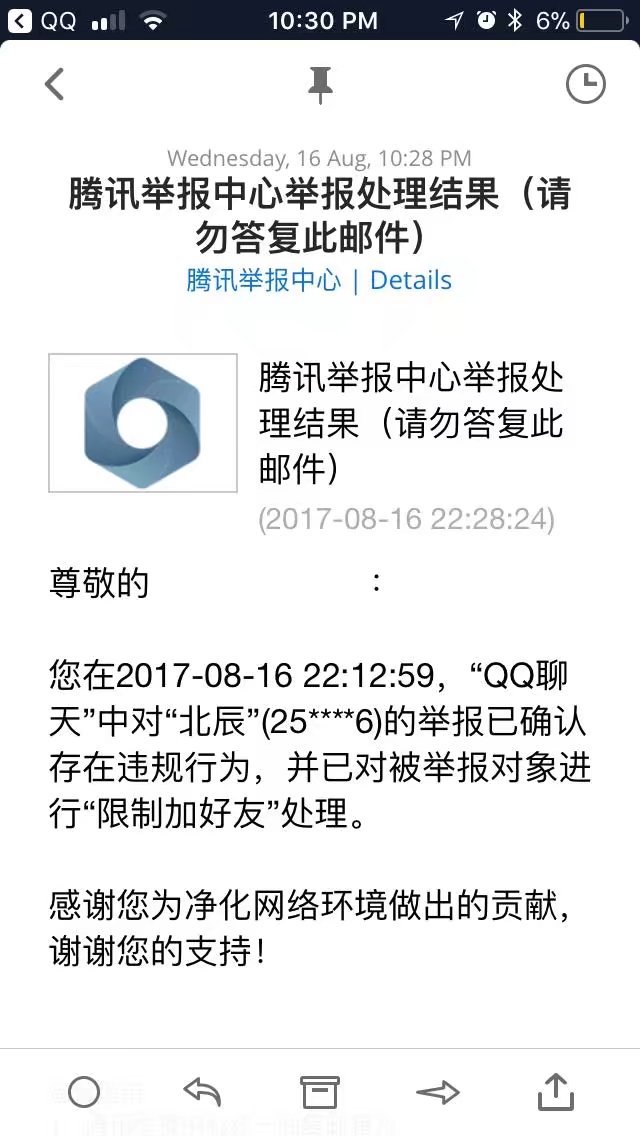 QQ 10:30 PM 6%
Wednesday, 16 Aug, 10:28 PM
腾讯举报中心举报处理结果（请
勿答复此邮件）
腾讯举报中心 | Details
腾讯举报中心举报处
理结果（请勿答复此
邮件）
(2017-08-16 22:28:24)
尊敬的 ：
您在2017-08-16 22:12:59，“QQ聊
天”中对“北辰”(25****6)的举报已确认
存在违规行为，并已对被举报对象进
行“限制加好友”处理。
感谢您为净化网络环境做出的贡献，
谢谢您的支持！